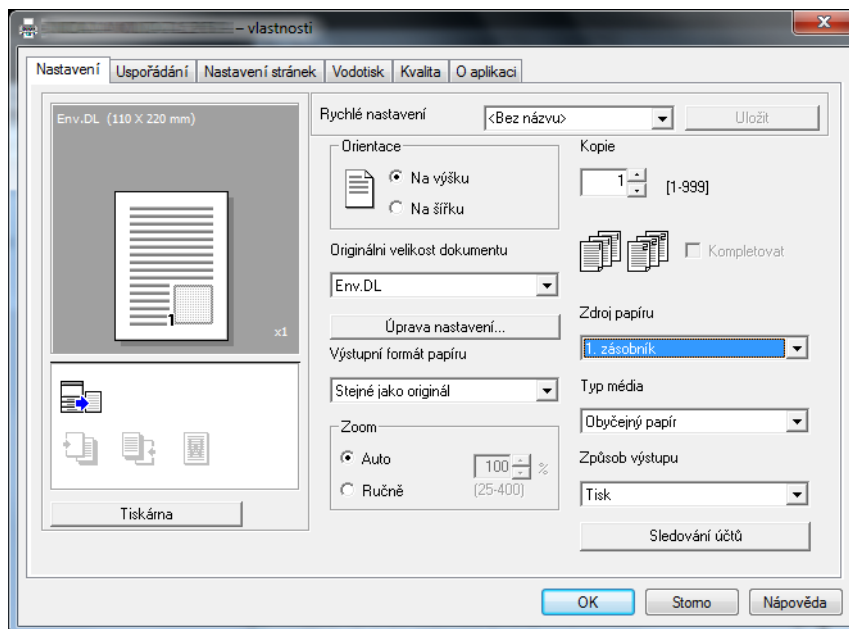 – vlastnosti
Nastavení
Uspořádání
Nastavení stránek
Vodotisk
Kvalita
O aplikaci
Env.DL (110 X 220 mm)
1
x1
Tiskárna
Rychlé nastavení
<Bez názvu>
Uložit
Orientace
Na výšku
Na šířku
Originálni velikost dokumentu
Env.DL
Úprava nastavení...
Výstupní formát papíru
Stejné jako originál
Zoom
Auto
Ručně
100 %
(25-400)
Kopie
1 [1-999]
Kompletovat
Zdroj papíru
1. zásobník
Typ média
Obyčejný papír
Způsob výstupu
Tisk
Sledování účtů
OK
Storno
Nápověda